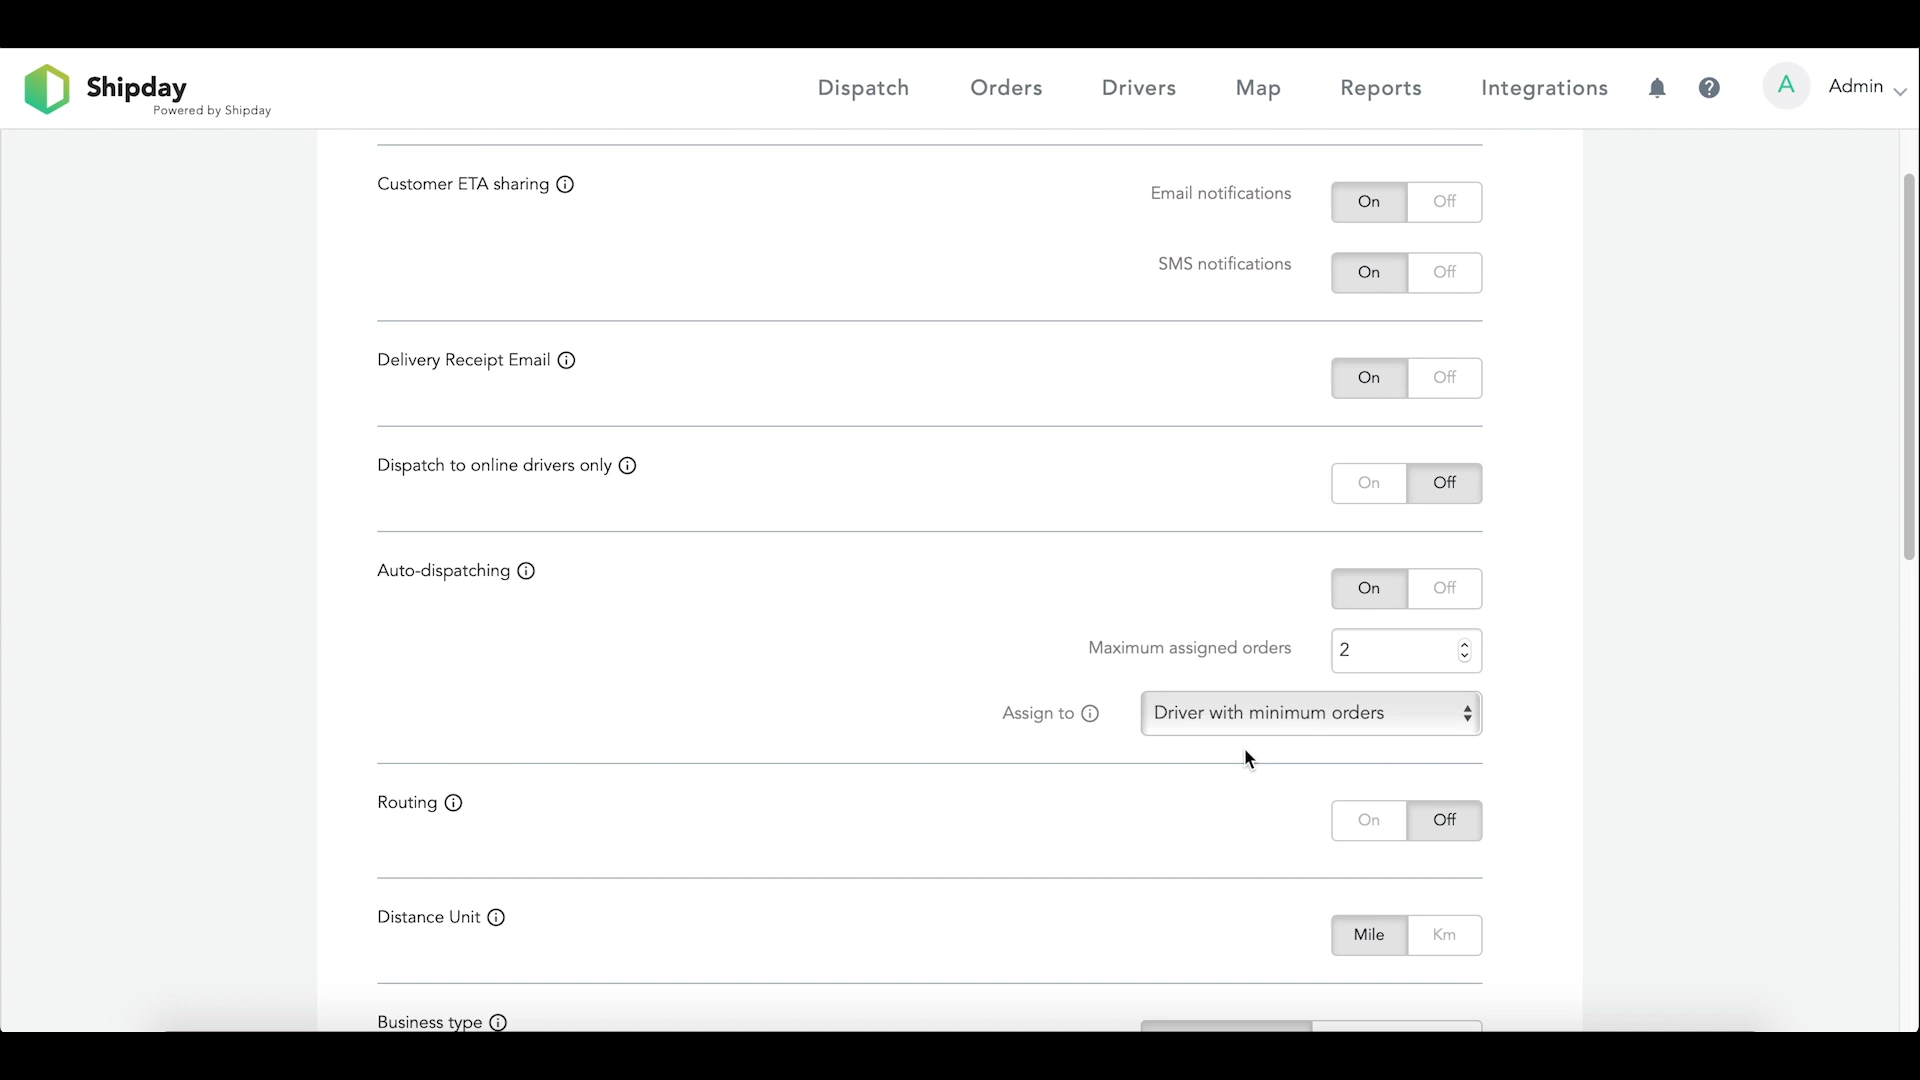 Shipday
Powered by Shipday
Dispatch Orders Drivers Map Reports Integrations A Admin
Customer ETA sharing
Email notifications On Off
SMS notifications On Off
Delivery Receipt Email
On Off
Dispatch to online drivers only
On Off
Auto-dispatching
On Off
Maximum assigned orders 2
Assign to Driver with minimum orders
Routing
On Off
Distance Unit
Mile Km
Business type